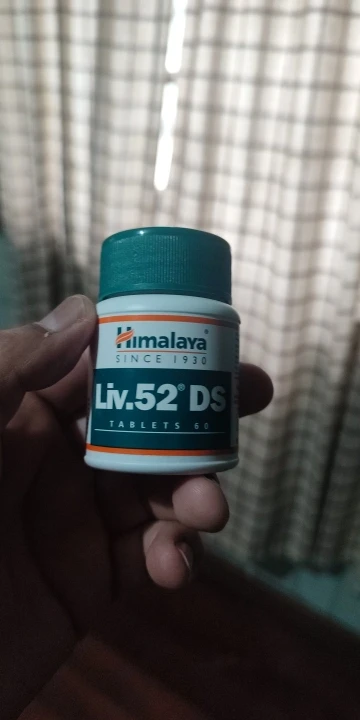 Himalaya®
SINCE 1930
Liv.52® DS
TABLETS 60